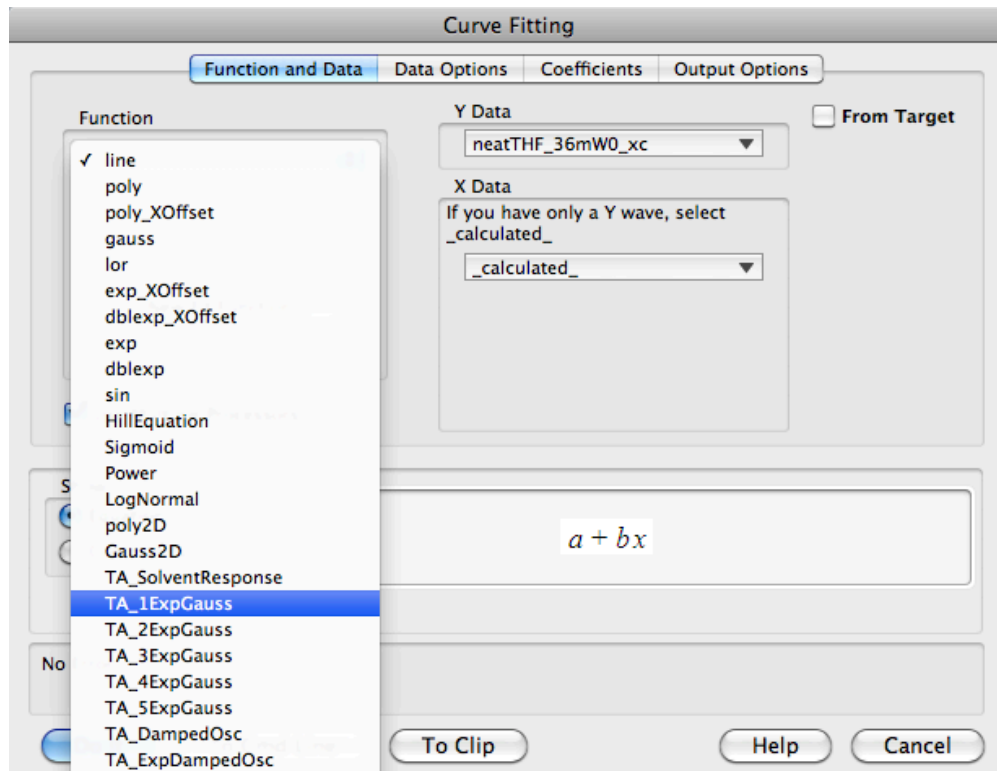 Curve Fitting
Function and Data
Data Options
Coefficients
Output Options
Function
Y Data
From Target
neatTHF_36mW0_xc
X Data
If you have only a Y wave, select
_calculated_
_calculated_
✓ line
poly
poly_XOffset
gauss
lor
exp_XOffset
dblexp_XOffset
exp
dblexp
sin
HillEquation
Sigmoid
Power
LogNormal
poly2D
Gauss2D
TA_SolventResponse
TA_1ExpGauss
TA_2ExpGauss
TA_3ExpGauss
TA_4ExpGauss
TA_5ExpGauss
TA_DampedOsc
TA_ExpDampedOsc
a + bx
No
To Clip
Help
Cancel